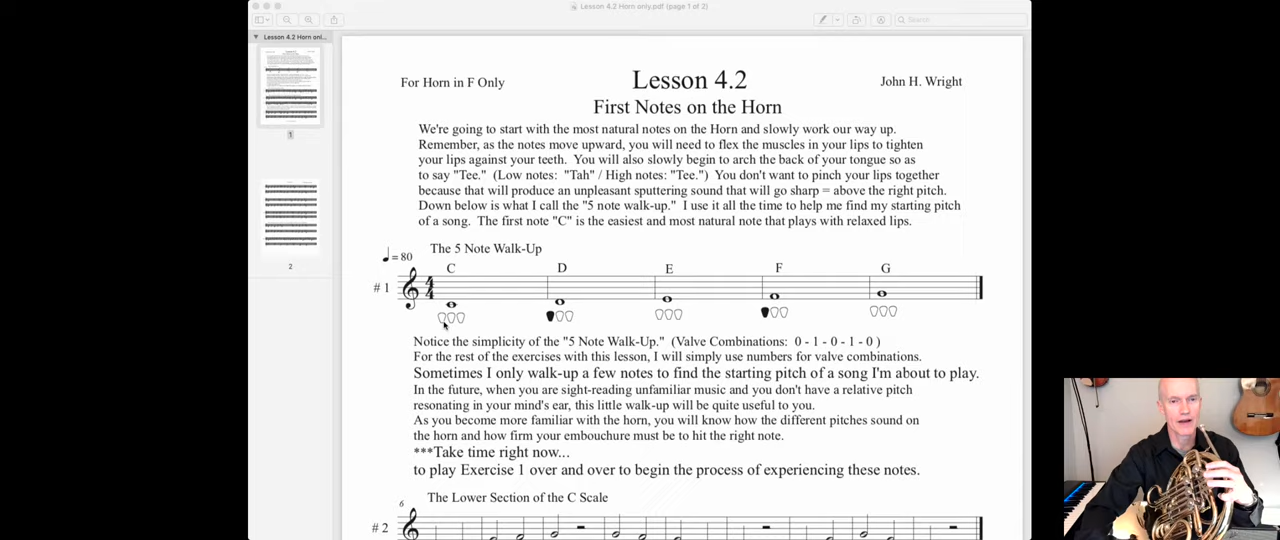 Lesson 4.2 Horn only.pdf (page 1 of 2)
Search
Lesson 4.2 Horn onl...
1
2
For Horn in F Only
Lesson 4.2
John H. Wright
First Notes on the Horn
We're going to start with the most natural notes on the Horn and slowly work our way up.
Remember, as the notes move upward, you will need to flex the muscles in your lips to tighten
your lips against your teeth. You will also slowly begin to arch the back of your tongue so as
to say "Tee." (Low notes: "Tah" / High notes: "Tee.") You don't want to pinch your lips together
because that will produce an unpleasant sputtering sound that will go sharp = above the right pitch.
Down below is what I call the "5 note walk-up." I use it all the time to help me find my starting pitch
of a song. The first note "C" is the easiest and most natural note that plays with relaxed lips.
The 5 Note Walk-Up
= 80
C D E F G
# 1
4
4
Notice the simplicity of the "5 Note Walk-Up." (Valve Combinations: 0 - 1 - 0 - 1 - 0 )
For the rest of the exercises with this lesson, I will simply use numbers for valve combinations.
Sometimes I only walk-up a few notes to find the starting pitch of a song I'm about to play.
In the future, when you are sight-reading unfamiliar music and you don't have a relative pitch
resonating in your mind's ear, this little walk-up will be quite useful to you.
As you become more familiar with the horn, you will know how the different pitches sound on
the horn and how firm your embouchure must be to hit the right note.
***Take time right now...
to play Exercise 1 over and over to begin the process of experiencing these notes.
The Lower Section of the C Scale
6
# 2